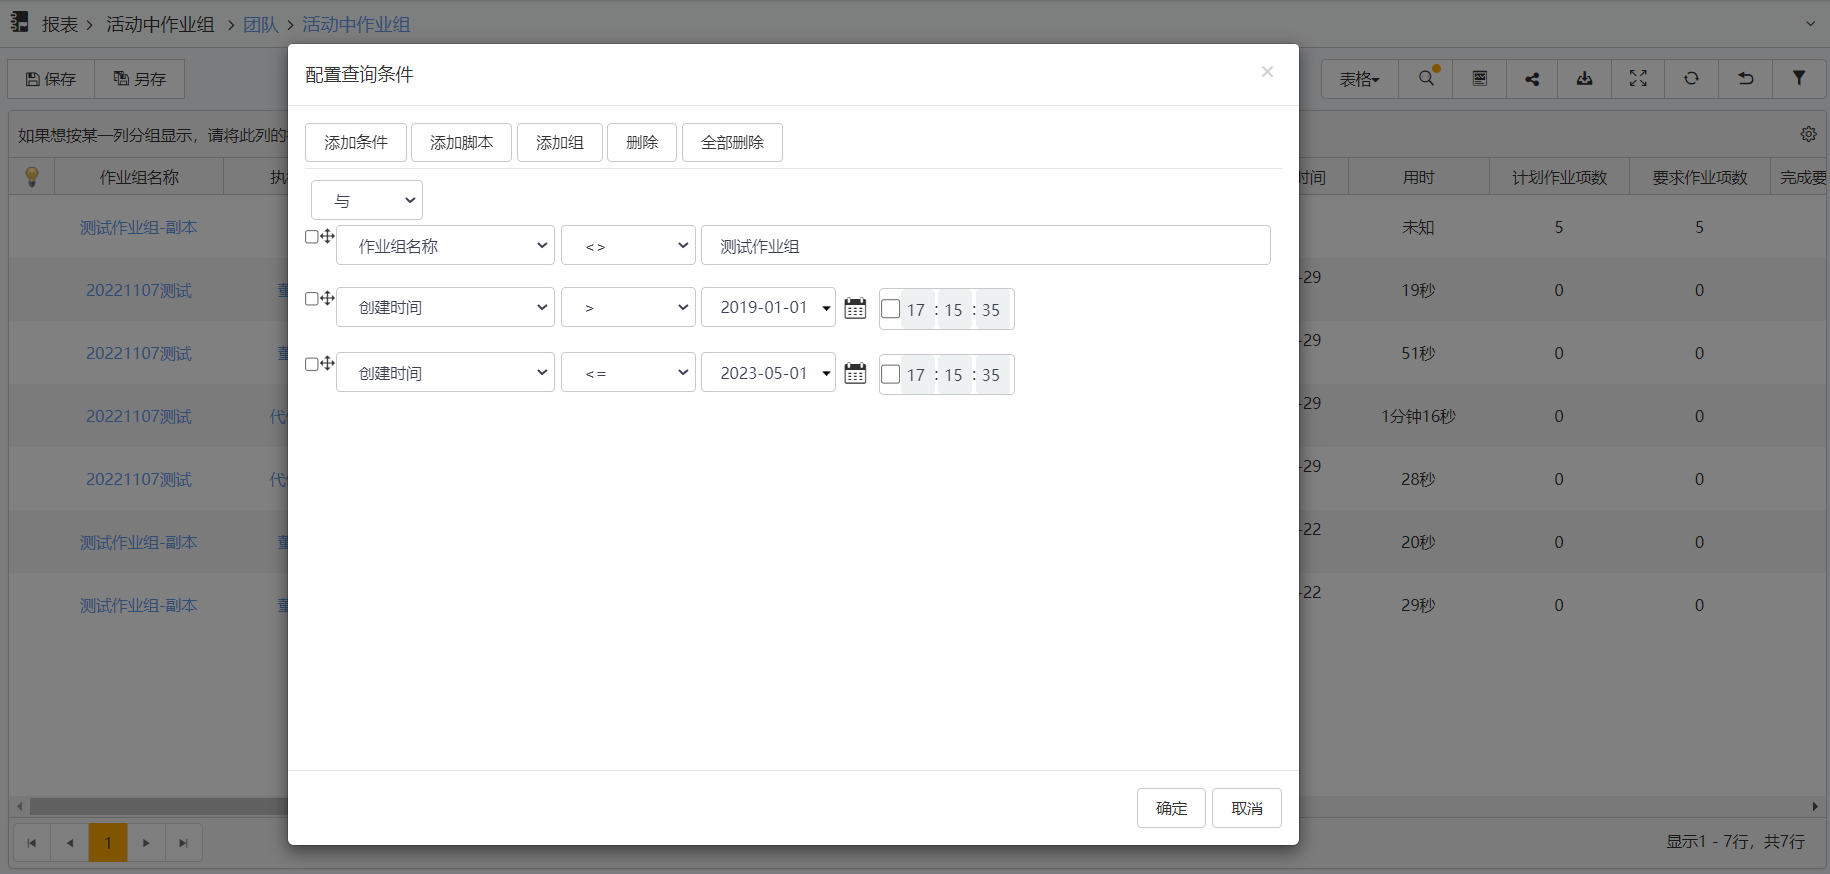 报表 > 活动中作业组 > 团队 > 活动中作业组
保存 另存 表格
配置查询条件 ×
如果想按某一列分组显示，请将此列的
添加条件 添加脚本 添加组 删除 全部删除
作业组名称 时间 用时 计划作业项数 要求作业项数 完成要
与
测试作业组-副本 未知 5 5
作业组名称 <> 测试作业组
20221107测试 -29 19秒 0 0
创建时间 > 2019-01-01 17 : 15 : 35
20221107测试 -29 51秒 0 0
创建时间 <= 2023-05-01 17 : 15 : 35
20221107测试 -29 1分钟16秒 0 0
20221107测试 -29 28秒 0 0
测试作业组-副本 -22 20秒 0 0
测试作业组-副本 -22 29秒 0 0
确定 取消
1 显示1 - 7行，共7行